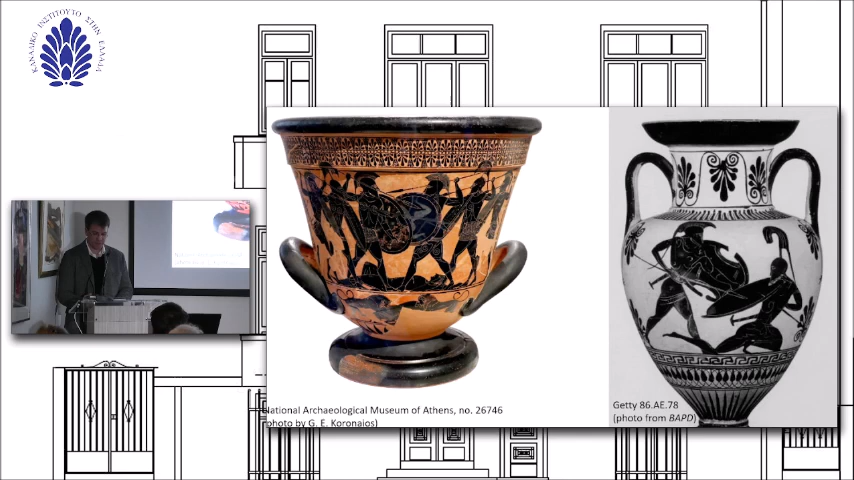 ΚΑΝΑΔΙΚΟ ΙΝΣΤΙΤΟΥΤΟ ΣΤΗΝ ΕΛΛΑΔΑ
National Archaeological Museum of Athens, no. 26746
(photo by G. E. Koronaios)
Getty 86.AE.78
(photo from BAPD)